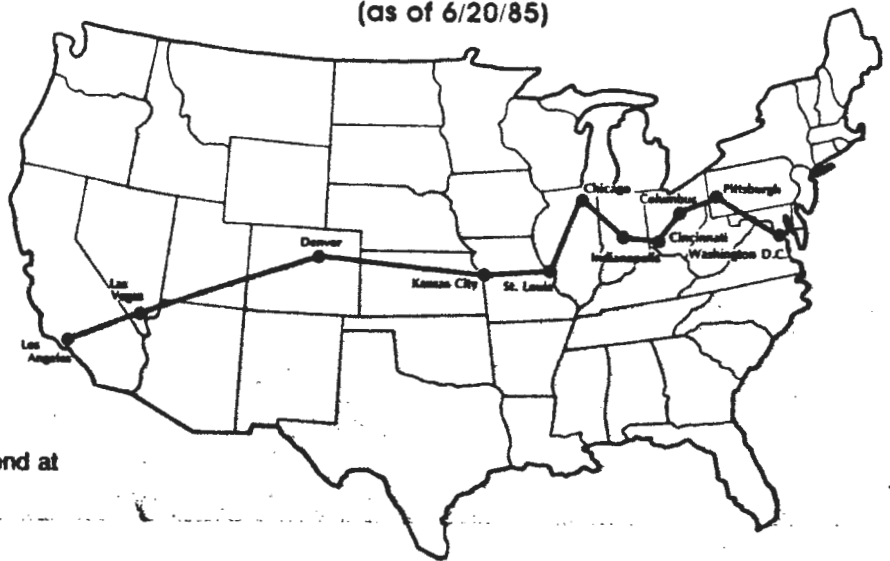 (as of 6/20/85)
Chicago
Columbus
Pittsburgh
Denver
Cincinnati
Indianapolis
Washington D.C.
Las
Vegas
Kansas City
St. Louis
Los
Angeles
end at